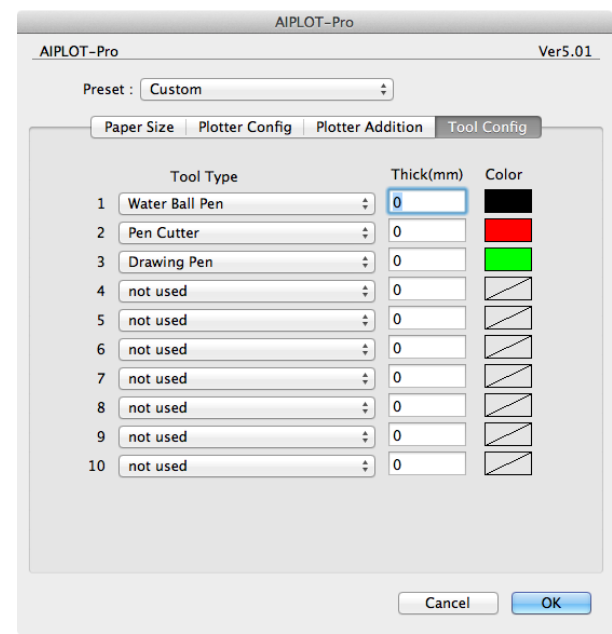 AIPLOT-Pro
AIPLOT-Pro Ver5.01
Preset : Custom
Paper Size Plotter Config Plotter Addition Tool Config
Tool Type Thick(mm) Color
1 Water Ball Pen 0
2 Pen Cutter 0
3 Drawing Pen 0
4 not used 0
5 not used 0
6 not used 0
7 not used 0
8 not used 0
9 not used 0
10 not used 0
Cancel OK